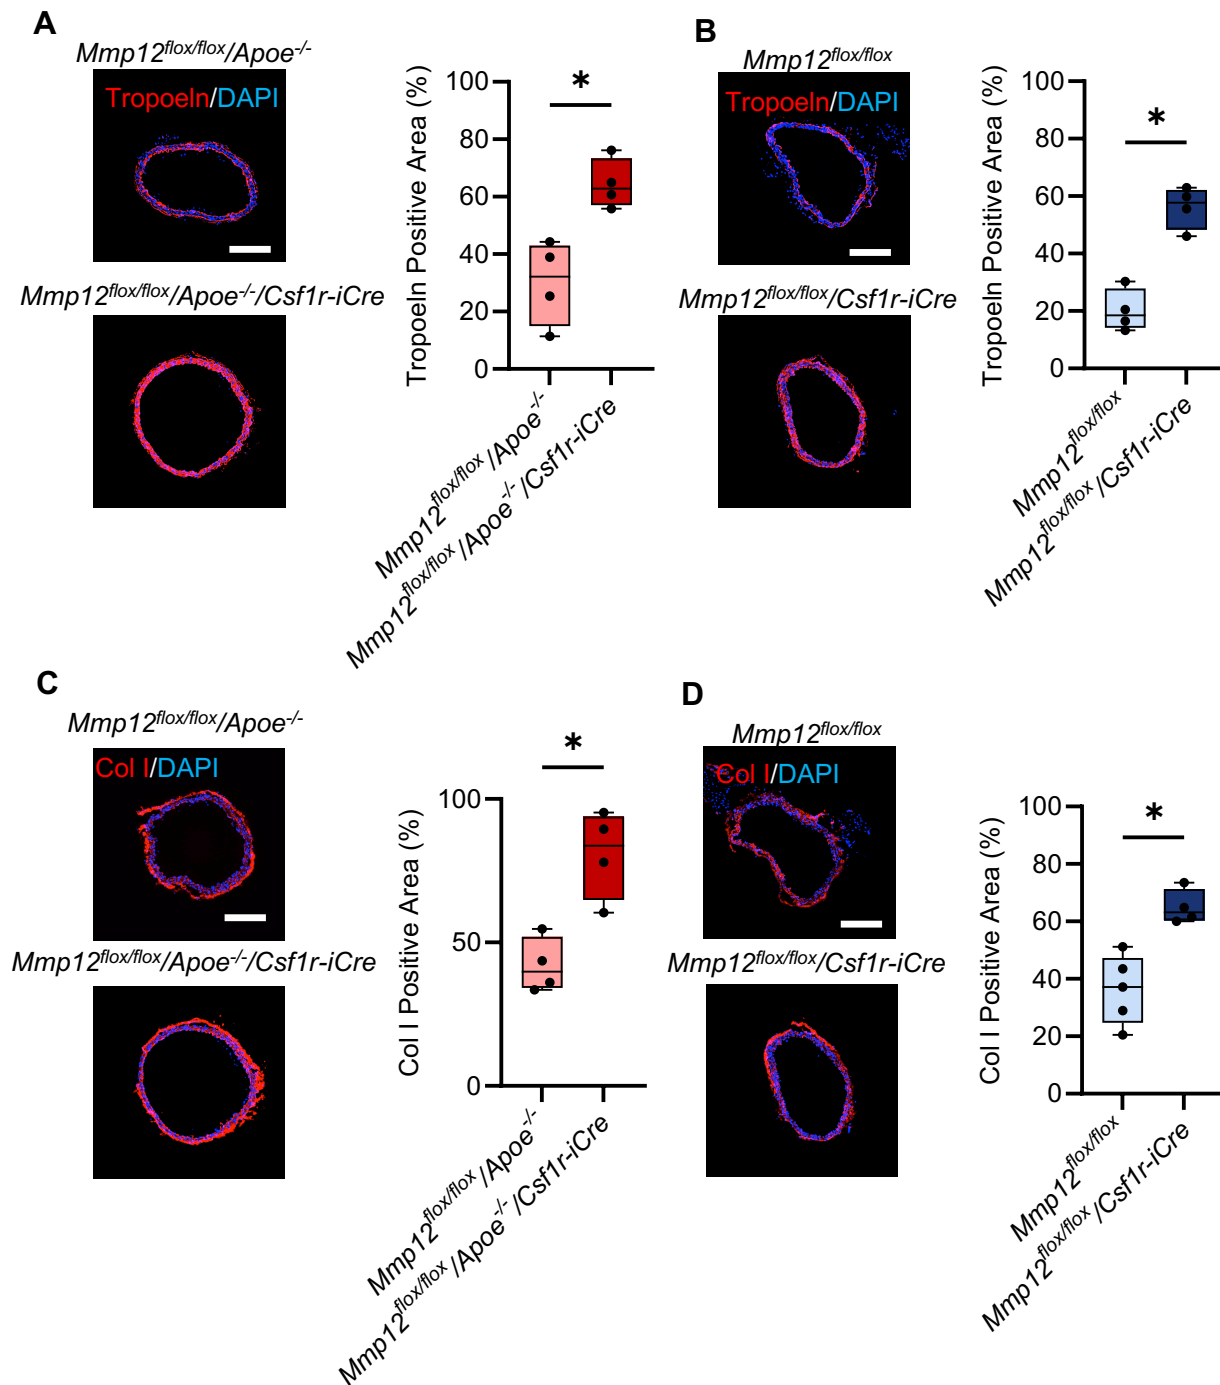 A
Mmp12flox/flox/Apoe-/-
Tropoeln/DAPI
Mmp12flox/flox/Apoe-/-/Csf1r-iCre
Tropoeln Positive Area (%)
100
80
60
40
20
0
*
Mmp12flox/flox/Apoe-/-
Mmp12flox/flox/Apoe-/-/Csf1r-iCre
B
Mmp12flox/flox
Tropoeln/DAPI
Mmp12flox/flox/Csf1r-iCre
Tropoeln Positive Area (%)
100
80
60
40
20
0
*
Mmp12flox/flox
Mmp12flox/flox/Csf1r-iCre
C
Mmp12flox/flox/Apoe-/-
Col I/DAPI
Mmp12flox/flox/Apoe-/-/Csf1r-iCre
Col I Positive Area (%)
100
50
0
*
Mmp12flox/flox/Apoe-/-
Mmp12flox/flox/Apoe-/-/Csf1r-iCre
D
Mmp12flox/flox
Col I/DAPI
Mmp12flox/flox/Csf1r-iCre
Col I Positive Area (%)
100
80
60
40
20
0
*
Mmp12flox/flox
Mmp12flox/flox/Csf1r-iCre